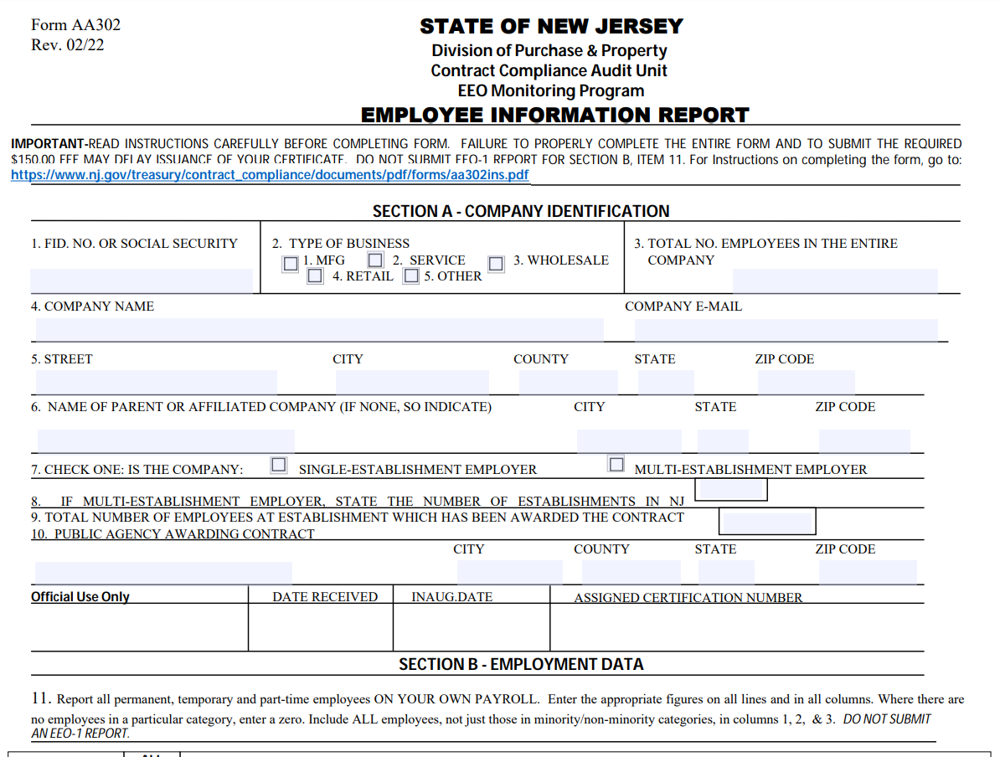 Form AA302
Rev. 02/22
STATE OF NEW JERSEY
Division of Purchase & Property
Contract Compliance Audit Unit
EEO Monitoring Program
EMPLOYEE INFORMATION REPORT
IMPORTANT-READ INSTRUCTIONS CAREFULLY BEFORE COMPLETING FORM. FAILURE TO PROPERLY COMPLETE THE ENTIRE FORM AND TO SUBMIT THE REQUIRED
$150.00 FEE MAY DELAY ISSUANCE OF YOUR CERTIFICATE. DO NOT SUBMIT EEO-1 REPORT FOR SECTION B, ITEM 11. For Instructions on completing the form, go to:
https://www.nj.gov/treasury/contract_compliance/documents/pdf/forms/aa302ins.pdf
SECTION A - COMPANY IDENTIFICATION
1. FID. NO. OR SOCIAL SECURITY
2. TYPE OF BUSINESS
1. MFG 2. SERVICE 3. WHOLESALE
4. RETAIL 5. OTHER
3. TOTAL NO. EMPLOYEES IN THE ENTIRE
COMPANY
4. COMPANY NAME COMPANY E-MAIL
5. STREET CITY COUNTY STATE ZIP CODE
6. NAME OF PARENT OR AFFILIATED COMPANY (IF NONE, SO INDICATE) CITY STATE ZIP CODE
7. CHECK ONE: IS THE COMPANY: SINGLE-ESTABLISHMENT EMPLOYER MULTI-ESTABLISHMENT EMPLOYER
8. IF MULTI-ESTABLISHMENT EMPLOYER, STATE THE NUMBER OF ESTABLISHMENTS IN NJ
9. TOTAL NUMBER OF EMPLOYEES AT ESTABLISHMENT WHICH HAS BEEN AWARDED THE CONTRACT
10. PUBLIC AGENCY AWARDING CONTRACT
CITY COUNTY STATE ZIP CODE
Official Use Only DATE RECEIVED INAUG.DATE ASSIGNED CERTIFICATION NUMBER
SECTION B - EMPLOYMENT DATA
11. Report all permanent, temporary and part-time employees ON YOUR OWN PAYROLL. Enter the appropriate figures on all lines and in all columns. Where there are
no employees in a particular category, enter a zero. Include ALL employees, not just those in minority/non-minority categories, in columns 1, 2, & 3. DO NOT SUBMIT
AN EEO-1 REPORT.